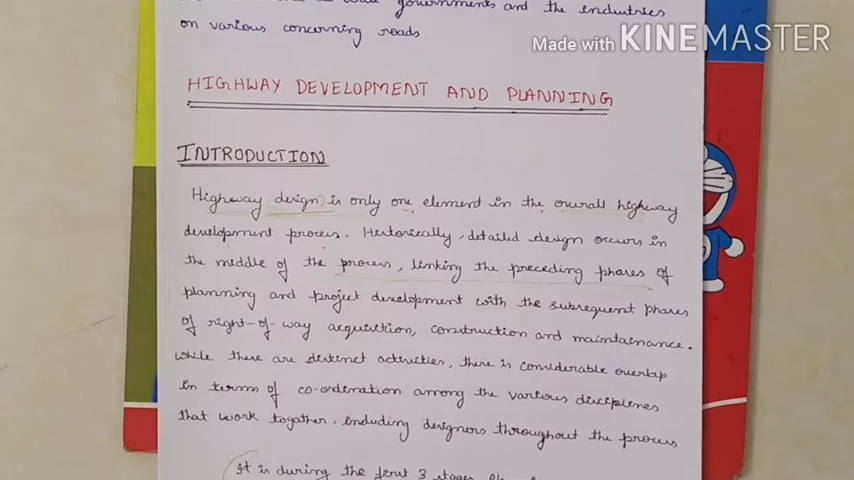 governments and the industries
on various concerning roads.
Made with KINEMASTER
HIGHWAY DEVELOPMENT AND PLANNING
INTRODUCTION
Highway design is only one element in the overall highway
development process. Historically, detailed design occurs in
the middle of the process, linking the preceding phases of
planning and project development with the subsequent phases
of right-of-way acquisition, construction and maintainance.
While there are distinct activities, there is considerable overlap
in terms of co-ordination among the various disciplines
that work together, including designers throughout the process
It is during the first 3 stages